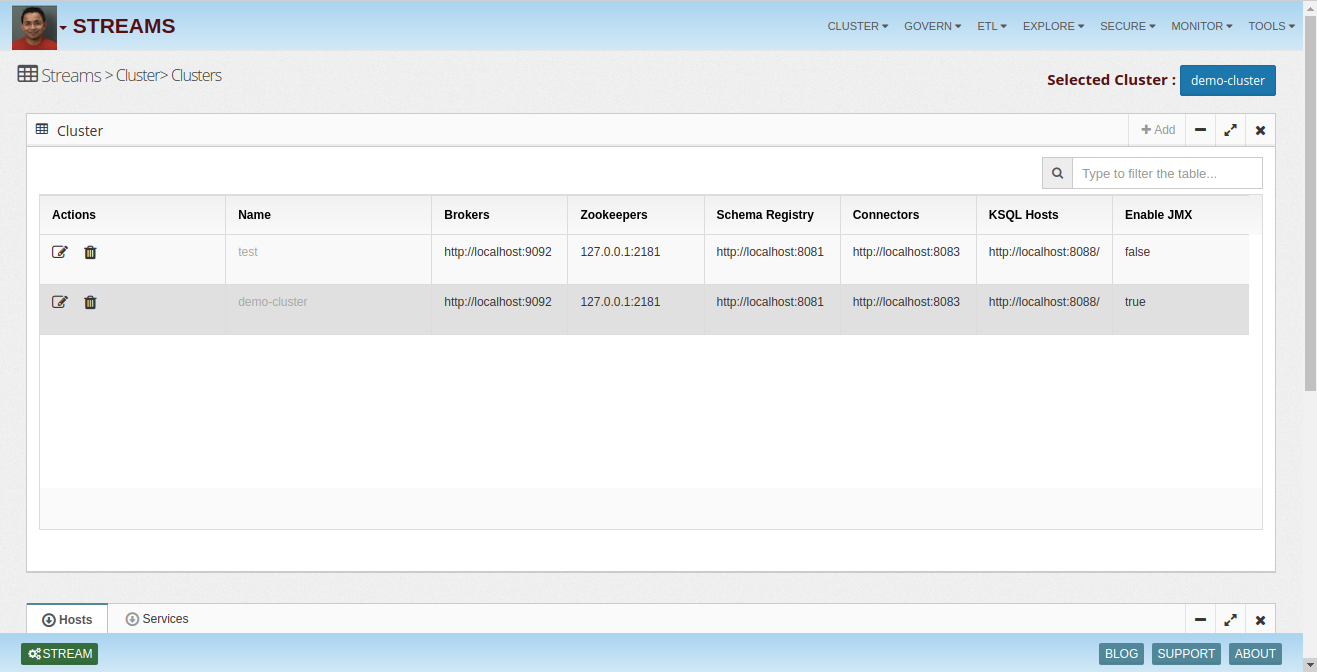 STREAMS CLUSTER GOVERN ETL EXPLORE SECURE MONITOR TOOLS
Streams > Cluster> Clusters
Selected Cluster : demo-cluster
Cluster + Add
Type to filter the table...
Actions Name Brokers Zookeepers Schema Registry Connectors KSQL Hosts Enable JMX
test http://localhost:9092 127.0.0.1:2181 http://localhost:8081 http://localhost:8083 http://localhost:8088/ false
demo-cluster http://localhost:9092 127.0.0.1:2181 http://localhost:8081 http://localhost:8083 http://localhost:8088/ true
Hosts Services
STREAM BLOG SUPPORT ABOUT